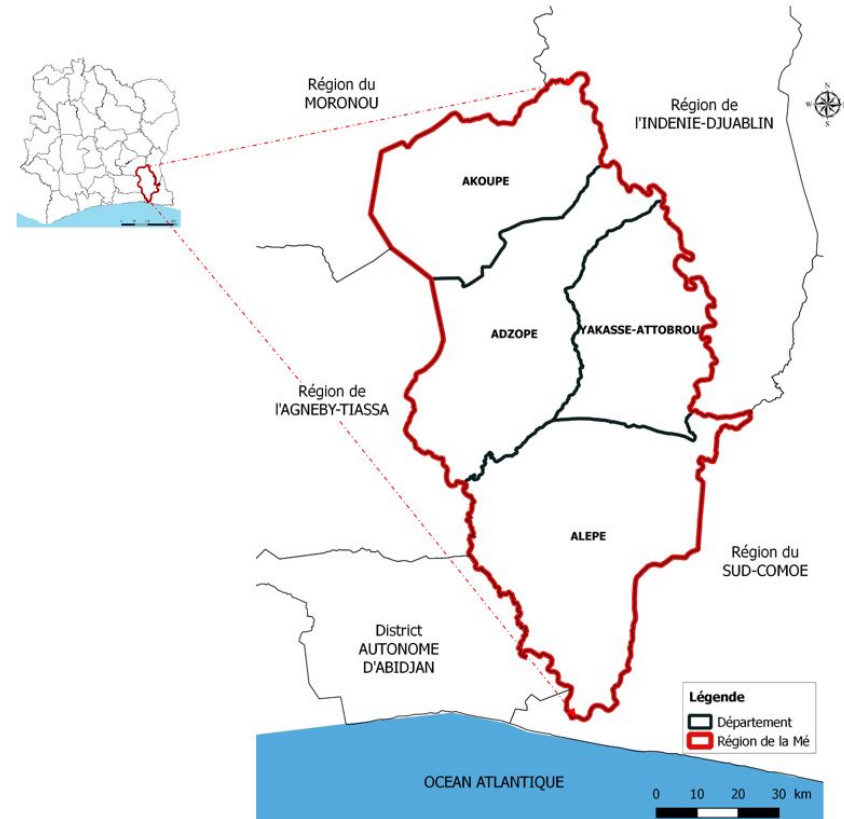 Région du
MORONOU
Région de
l'INDENIE-DJUABLIN
N
W
E
S
AKOUPE
ADZOPE
YAKASSE-ATTOBROU
Région de
l'AGNEBY-TIASSA
ALEPE
Région du
SUD-COMOE
District
AUTONOME
D'ABIDJAN
Légende
Département
Région de la Mé
OCEAN ATLANTIQUE
0 10 20 30 km